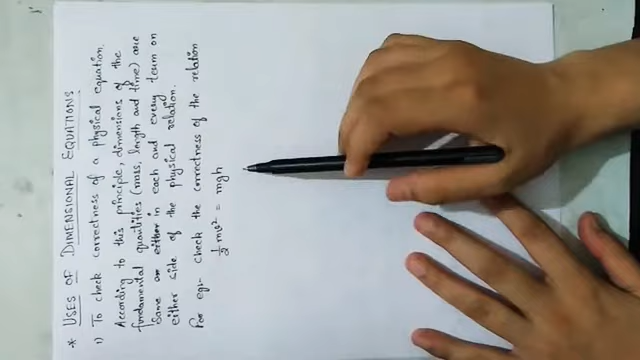 * USES OF DIMENSIONAL EQUATIONS
1) To check correctness of a physical equation.
According to this principle, dimensions of the
fundamental quantities (mass, length and time) are
same on either in each and every term on
either side of the physical relation.
For eg:- check the correctness of the relation
½mv² = mgh